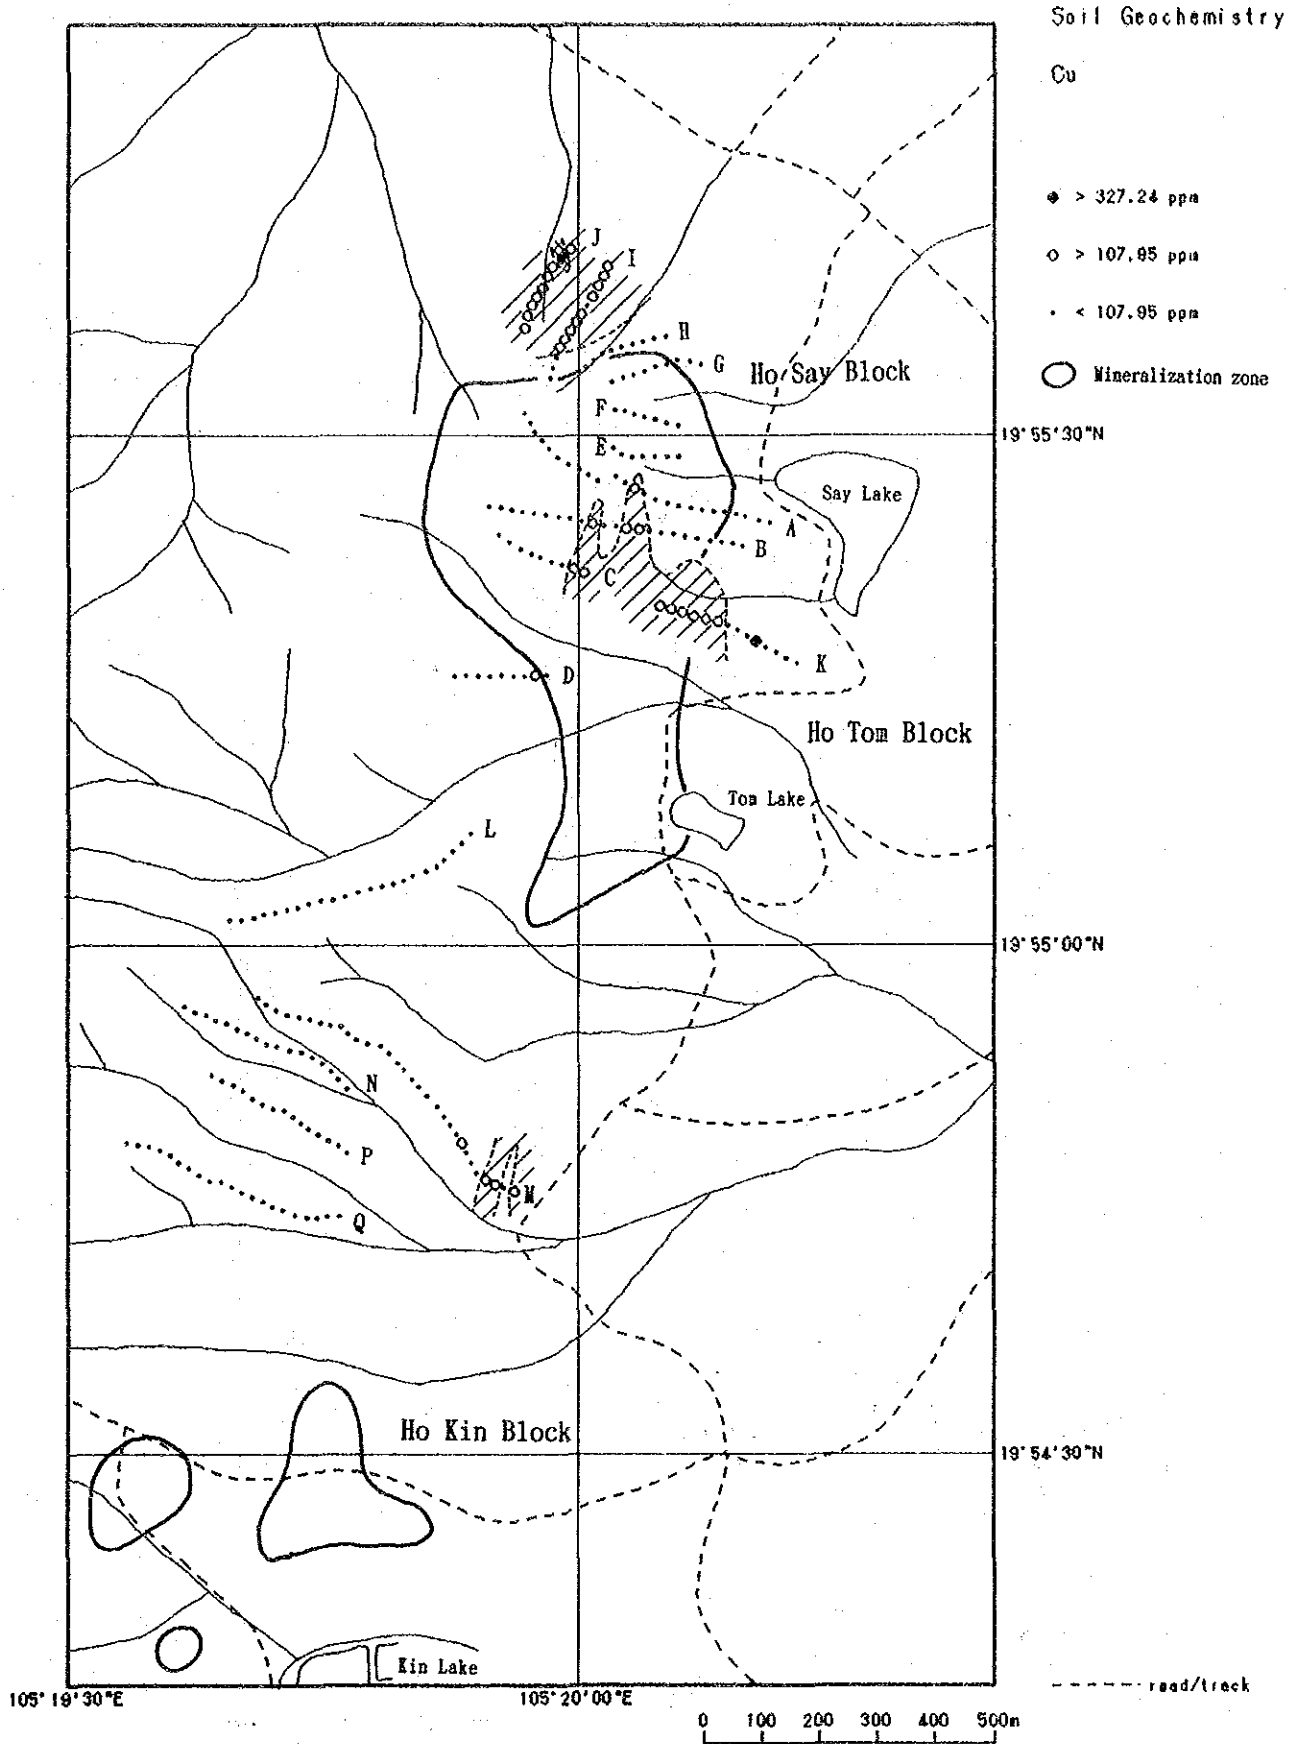 Soil Geochemistry
Cu
> 327.24 ppm
> 107.95 ppm
< 107.95 ppm
Mineralization zone
J
I
H
G
Ho Say Block
F
19°55'30"N
E
Say Lake
A
B
C
K
D
Ho Tom Block
Tom Lake
L
19°55'00"N
N
P
M
Q
Ho Kin Block
19°54'30"N
Kin Lake
105°19'30"E
105°20'00"E
road/track
0 100 200 300 400 500m